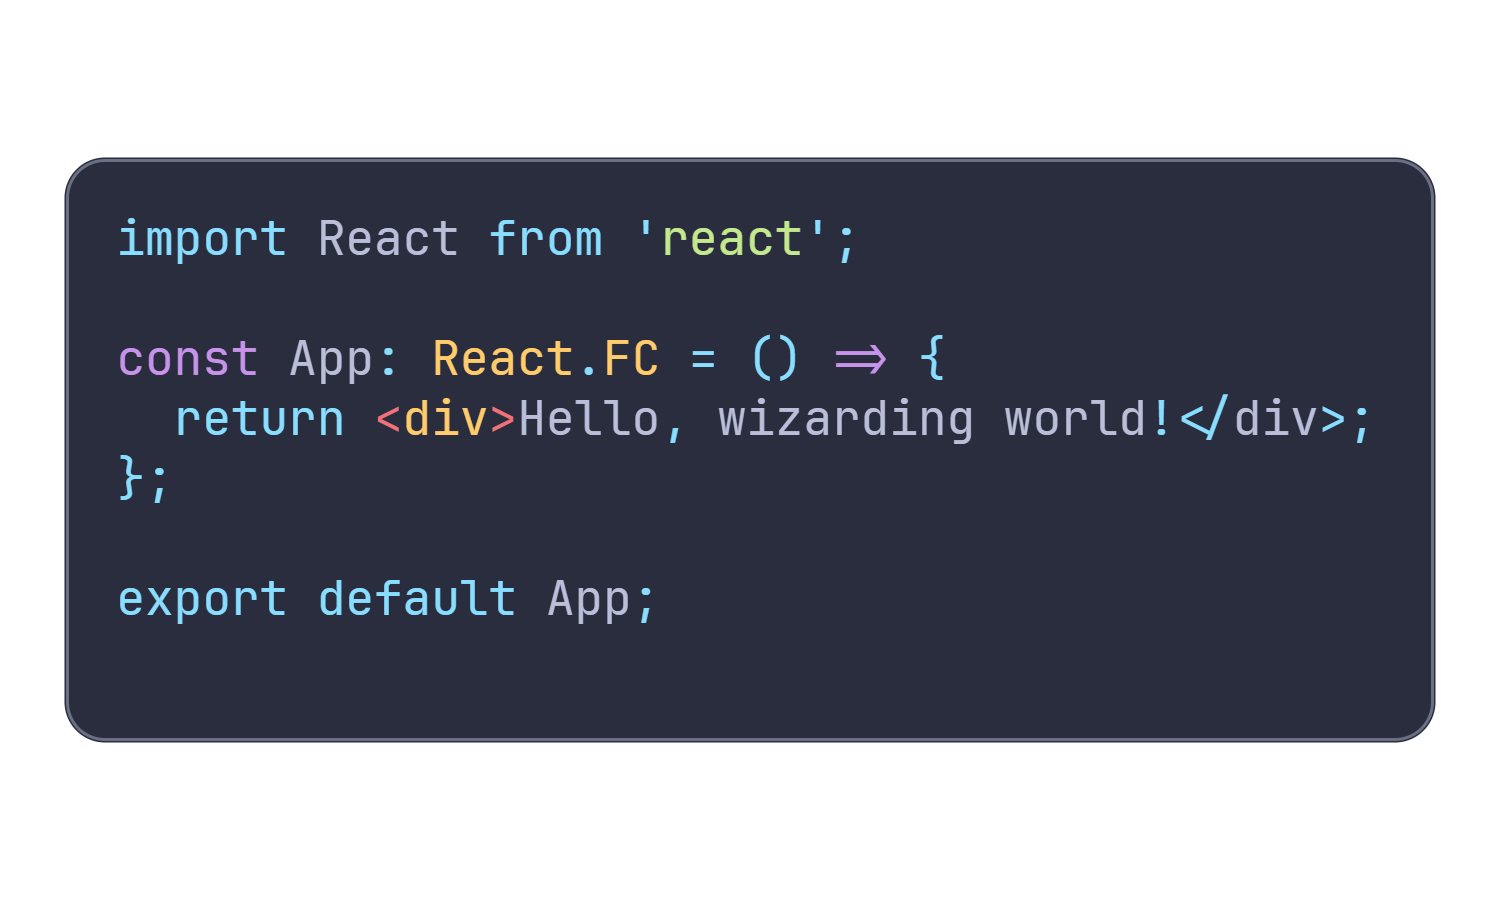 import React from 'react';

const App: React.FC = () => {
  return <div>Hello, wizarding world!</div>;
};

export default App;